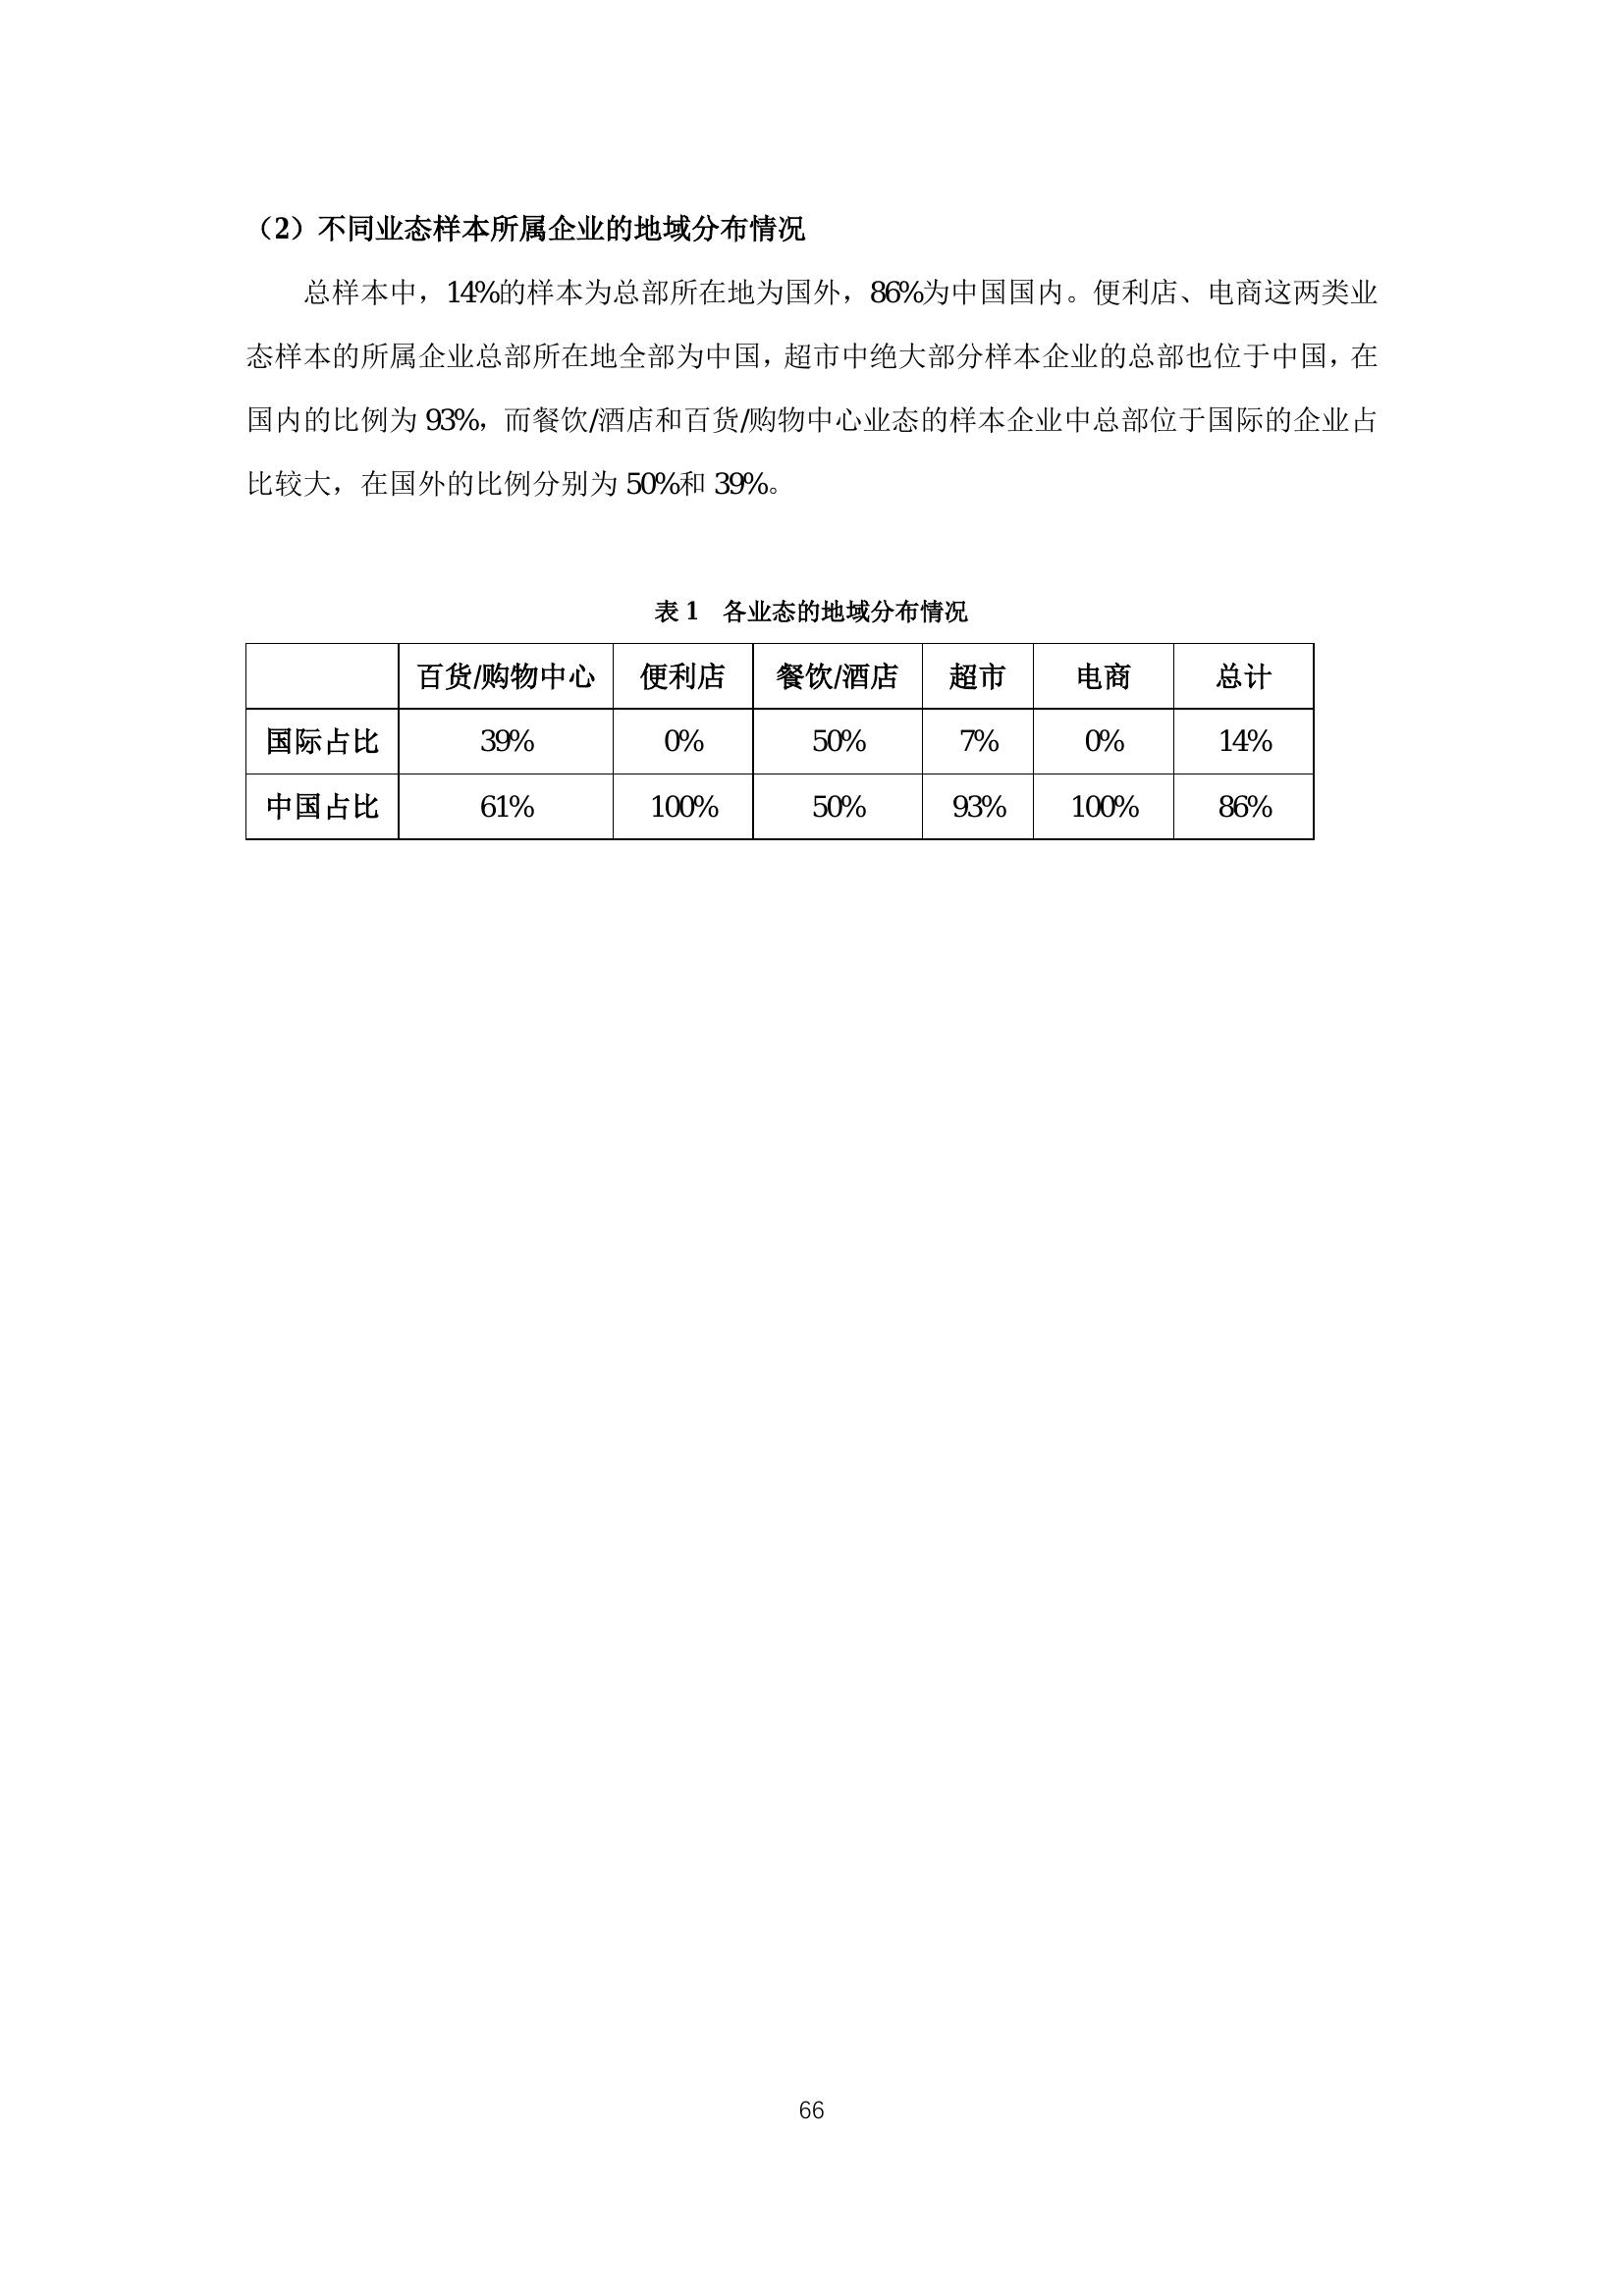 （2）不同业态样本所属企业的地域分布情况
总样本中，14%的样本为总部所在地为国外，86%为中国国内。便利店、电商这两类业
态样本的所属企业总部所在地全部为中国，超市中绝大部分样本企业的总部也位于中国，在
国内的比例为 93%，而餐饮/酒店和百货/购物中心业态的样本企业中总部位于国际的企业占
比较大，在国外的比例分别为 50%和 39%。
表 1 各业态的地域分布情况
百货/购物中心 便利店 餐饮/酒店 超市 电商 总计
国际占比 39% 0% 50% 7% 0% 14%
中国占比 61% 100% 50% 93% 100% 86%
66